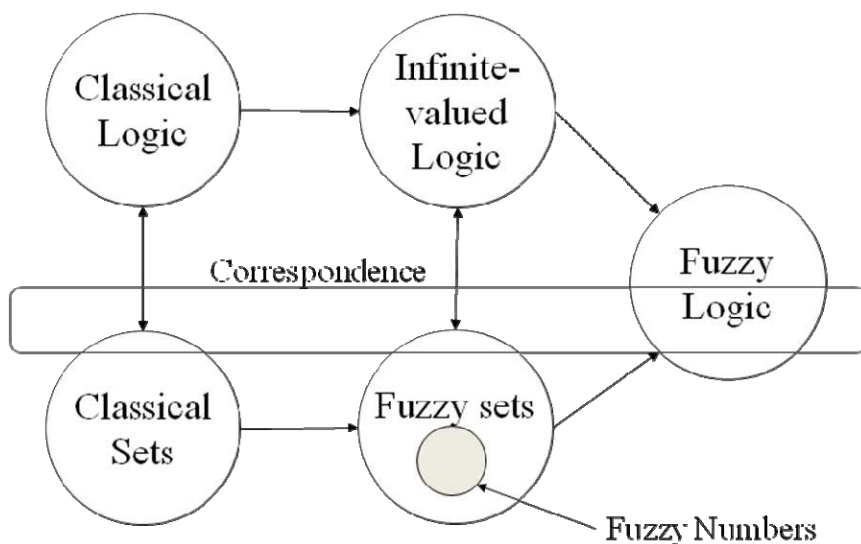 Classical
Logic
Infinite-
valued
Logic
Correspondence
Fuzzy
Logic
Classical
Sets
Fuzzy sets
Fuzzy Numbers